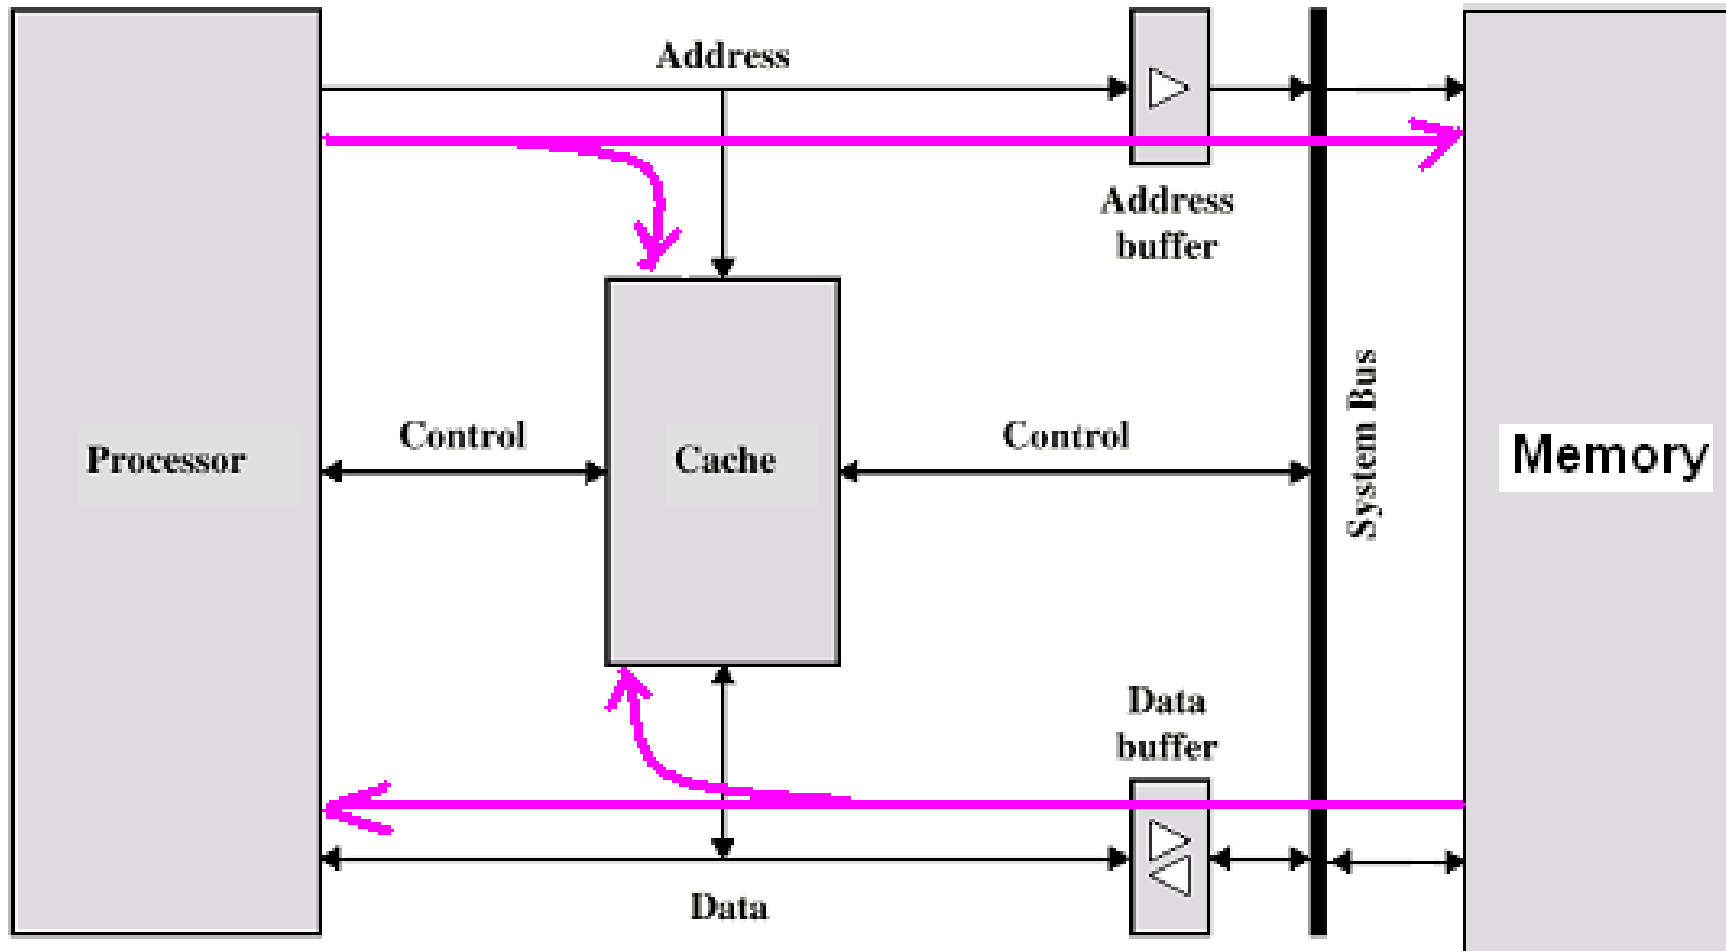 Address
Address
buffer
Control
Control
Processor
Cache
System Bus
Memory
Data
buffer
Data